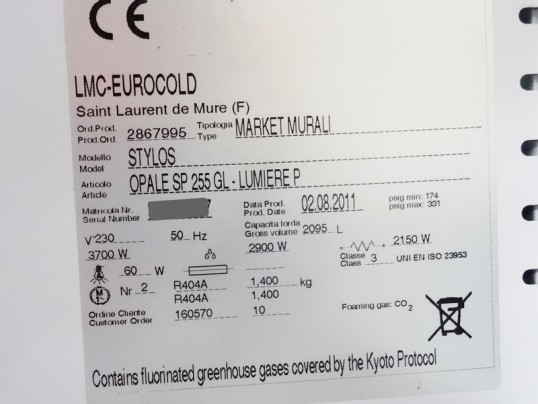 CE
LMC-EUROCOLD
Saint Laurent de Mure (F)
Ord.Prod. Prod.Ord. 2867995 Tipologia Type MARKET MURALI
Modello Model STYLOS
Articolo Article OPALE SP 255 GL - LUMIERE P
Matricola Nr. Serial Number 7 Data Prod. Prod. Date 02.08.2011 psig min: 174 psig max: 331
Capacita lorda Gross volume 2095 L
V~230 50 Hz
3700 W 2900 W 2150 W
60 W Classe Class 3 UNI EN ISO 23953
Nr 2 R404A 1,400 kg
R404A 1,400
Ordine Cliente Customer Order 160570 10 Foaming gas: CO2
Contains fluorinated greenhouse gases covered by the Kyoto Protocol